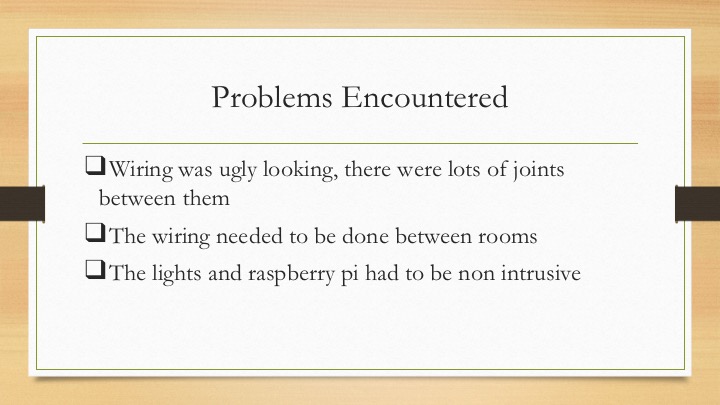 Problems Encountered
❑Wiring was ugly looking, there were lots of joints
between them
❑The wiring needed to be done between rooms
❑The lights and raspberry pi had to be non intrusive